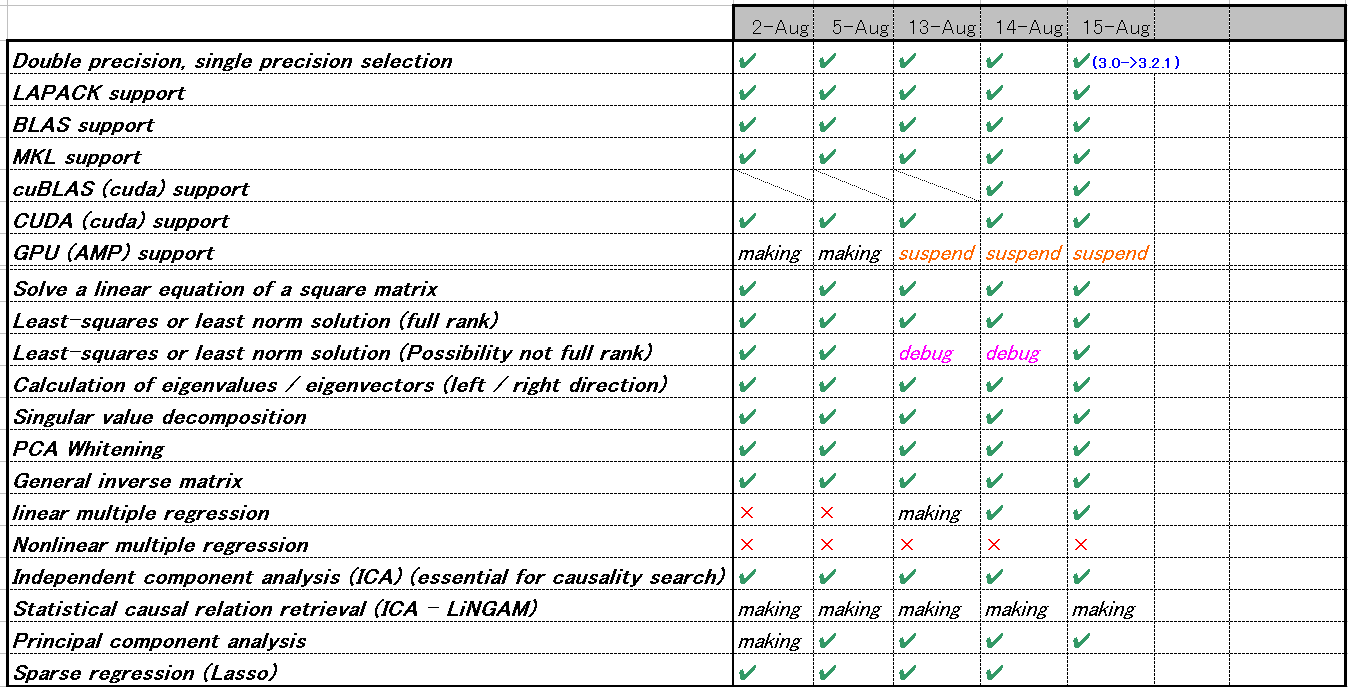 2-Aug 5-Aug 13-Aug 14-Aug 15-Aug
Double precision, single precision selection ✔ ✔ ✔ ✔ ✔(3.0->3.2.1)
LAPACK support ✔ ✔ ✔ ✔ ✔
BLAS support ✔ ✔ ✔ ✔ ✔
MKL support ✔ ✔ ✔ ✔ ✔
cuBLAS (cuda) support ✔ ✔
CUDA (cuda) support ✔ ✔ ✔ ✔ ✔
GPU (AMP) support making making suspend suspend suspend
Solve a linear equation of a square matrix ✔ ✔ ✔ ✔ ✔
Least-squares or least norm solution (full rank) ✔ ✔ ✔ ✔ ✔
Least-squares or least norm solution (Possibility not full rank) ✔ ✔ debug debug ✔
Calculation of eigenvalues / eigenvectors (left / right direction) ✔ ✔ ✔ ✔ ✔
Singular value decomposition ✔ ✔ ✔ ✔ ✔
PCA Whitening ✔ ✔ ✔ ✔ ✔
General inverse matrix ✔ ✔ ✔ ✔ ✔
linear multiple regression × × making ✔ ✔
Nonlinear multiple regression × × × × ×
Independent component analysis (ICA) (essential for causality search) ✔ ✔ ✔ ✔ ✔
Statistical causal relation retrieval (ICA - LiNGAM) making making making making making
Principal component analysis making ✔ ✔ ✔ ✔
Sparse regression (Lasso) ✔ ✔ ✔ ✔